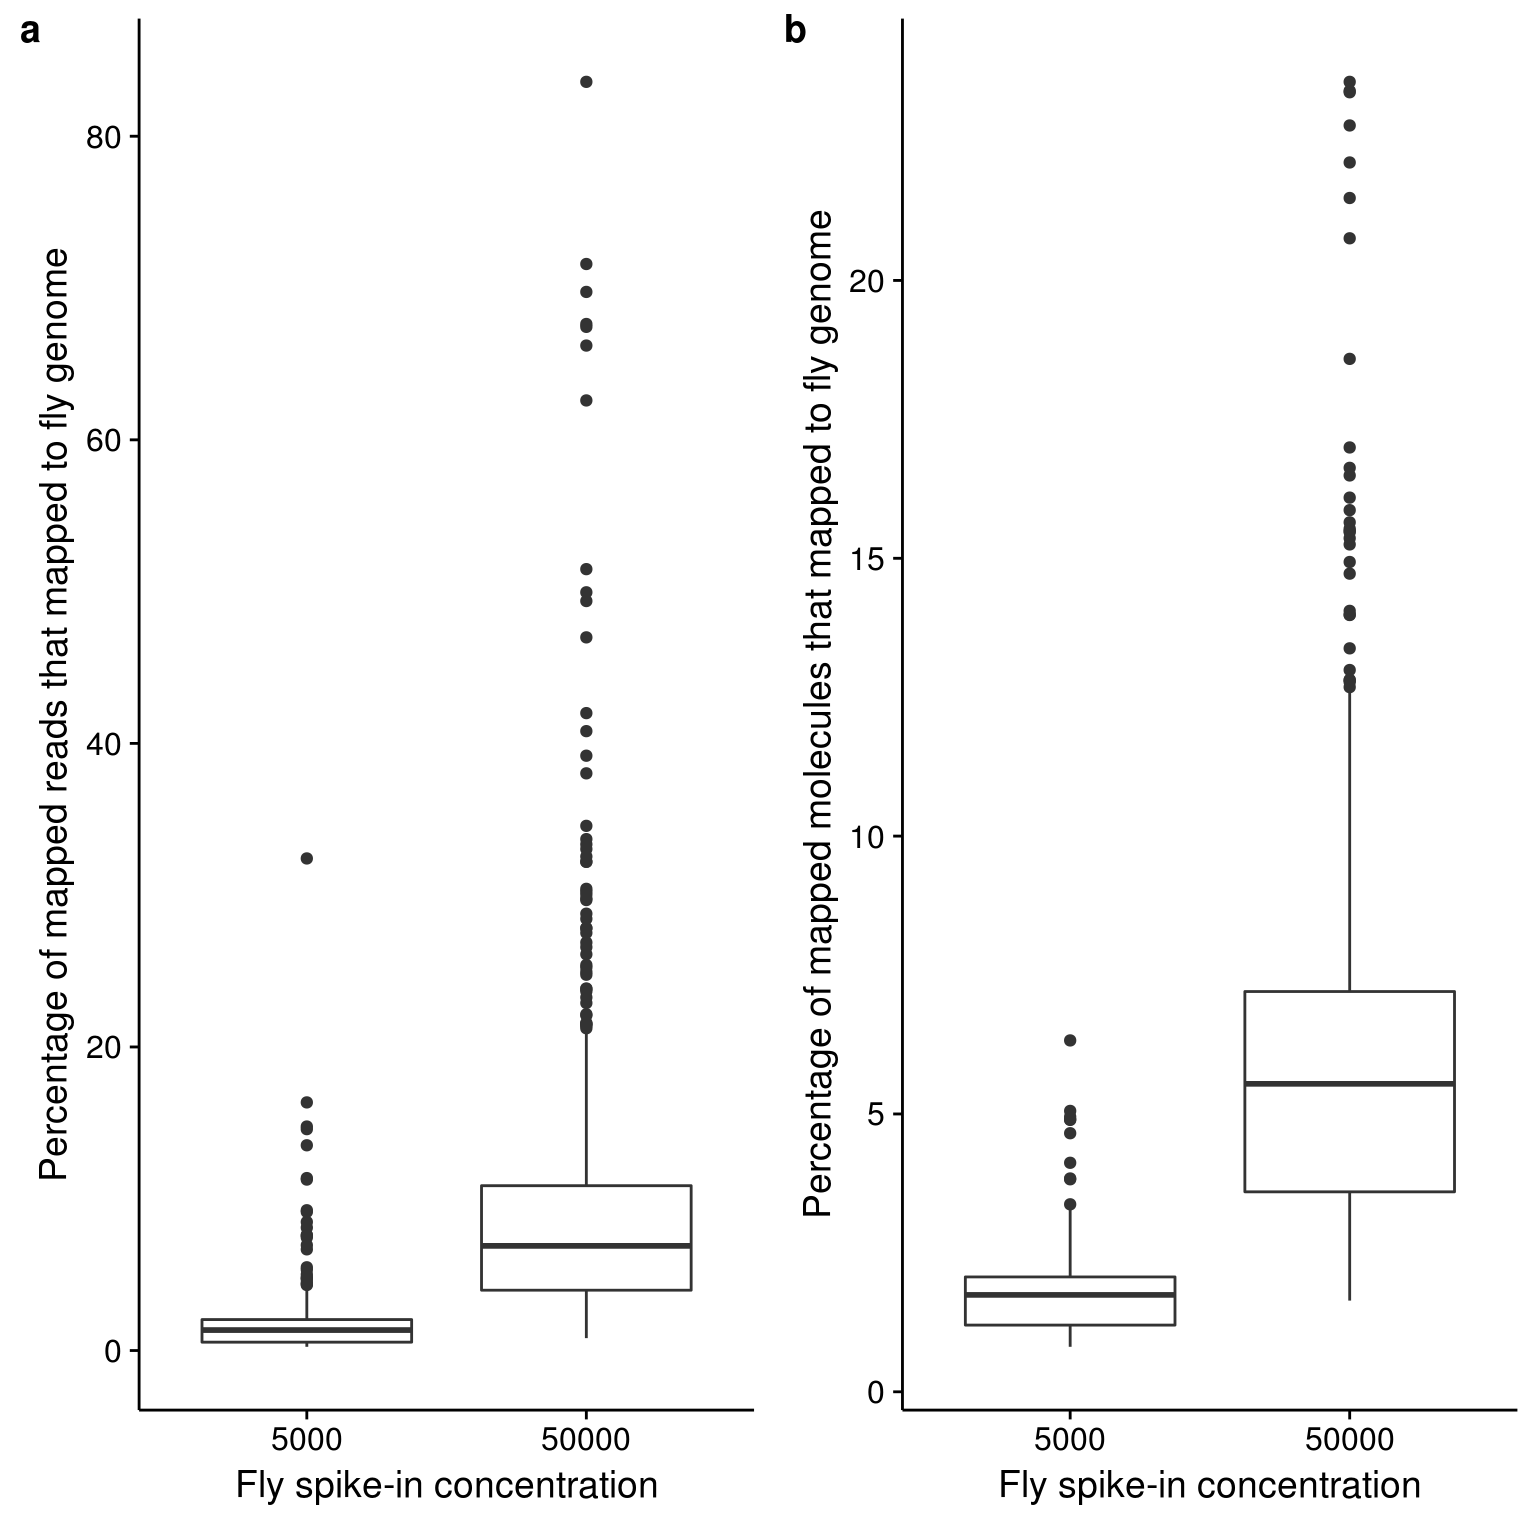 a
Percentage of mapped reads that mapped to fly genome
80
60
40
20
0
5000 50000
Fly spike-in concentration
b
Percentage of mapped molecules that mapped to fly genome
20
15
10
5
0
5000 50000
Fly spike-in concentration